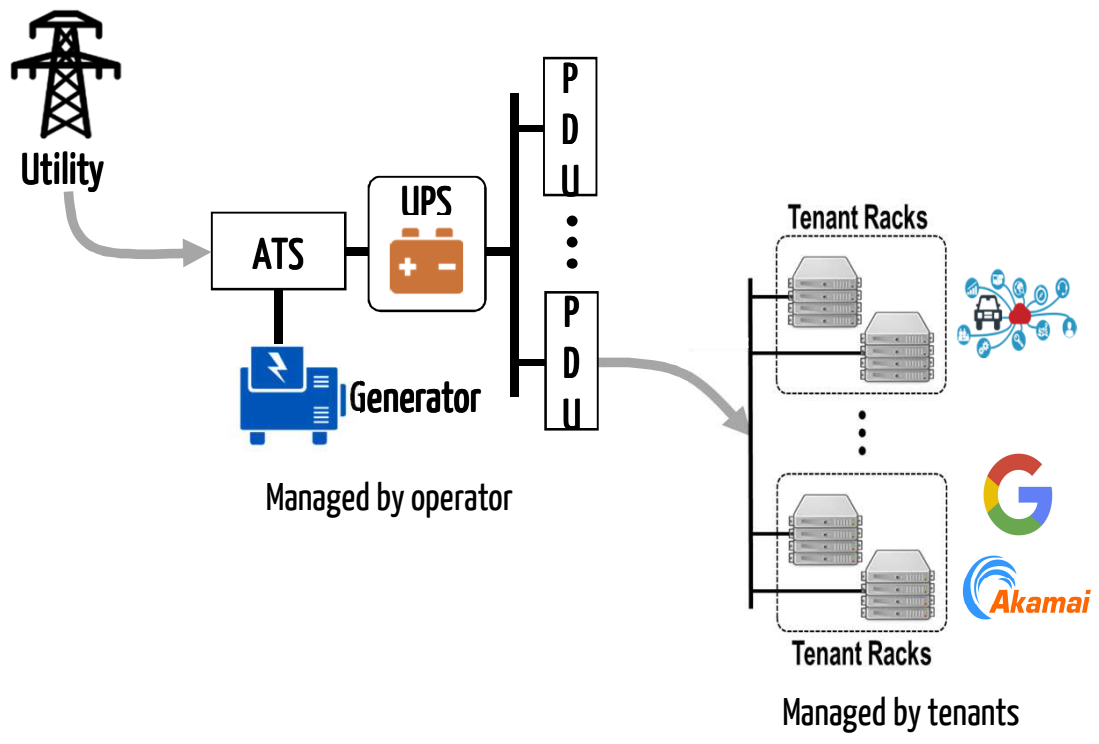 Utility
ATS
UPS
+ −
Generator
P
D
U
P
D
U
Managed by operator
Tenant Racks
G
Akamai
Tenant Racks
Managed by tenants